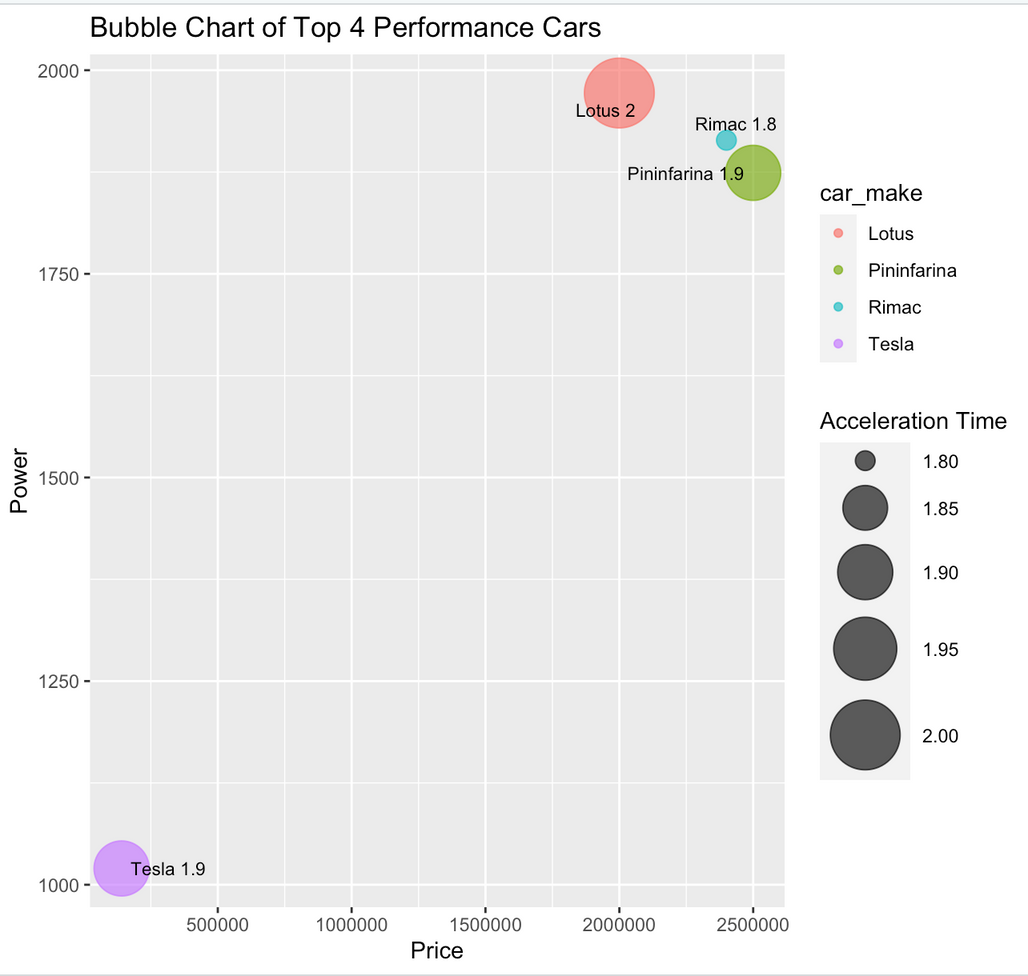 Bubble Chart of Top 4 Performance Cars
2000
1750
1500
1250
1000
Power
Lotus 2
Rimac 1.8
Pininfarina 1.9
Tesla 1.9
500000 1000000 1500000 2000000 2500000
Price
car_make
Lotus
Pininfarina
Rimac
Tesla
Acceleration Time
1.80
1.85
1.90
1.95
2.00